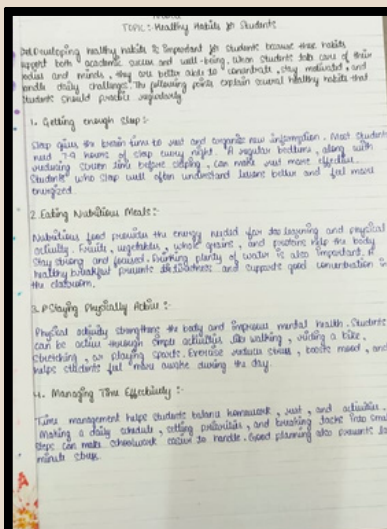 TOPIC:- Healthy Habits for Students
Developing healthy habits is important for students because these habits
support both academic success and well-being. When students take care of their
bodies and minds, they are better able to concentrate, stay motivated, and
handle daily challenges. The following points explain several healthy habits that
students should practice regularly
1. Getting enough sleep:-
Sleep gives the brain time to rest and organize new information. Most students
need 7-9 hours of sleep every night. A regular bedtime, along with
reducing screen time before sleeping, can make rest more effective.
Students who sleep well often understand lessons better and feel more
energized.
2. Eating Nutritious Meals:-
Nutritious food provides the energy needed for learning and physical
activity. Fruits, vegetables, whole grains, and proteins help the body
stay strong and focused. Drinking plenty of water is also important. A
healthy breakfast prevents and supports good concentration in
the classroom.
3. Staying Physically Active:-
Physical activity strengthens the body and improves mental health. Students
can be active through simple activities like walking, riding a bike,
stretching, or playing sports. Exercise reduces stress, boosts mood, and
helps students feel more awake during the day.
4. Managing Time Effectively:-
Time management helps students balance homework, rest, and activities.
Making a daily schedule, setting priorities, and breaking tasks into
steps can make schoolwork easier to handle. Good planning also prevents
minute stress.